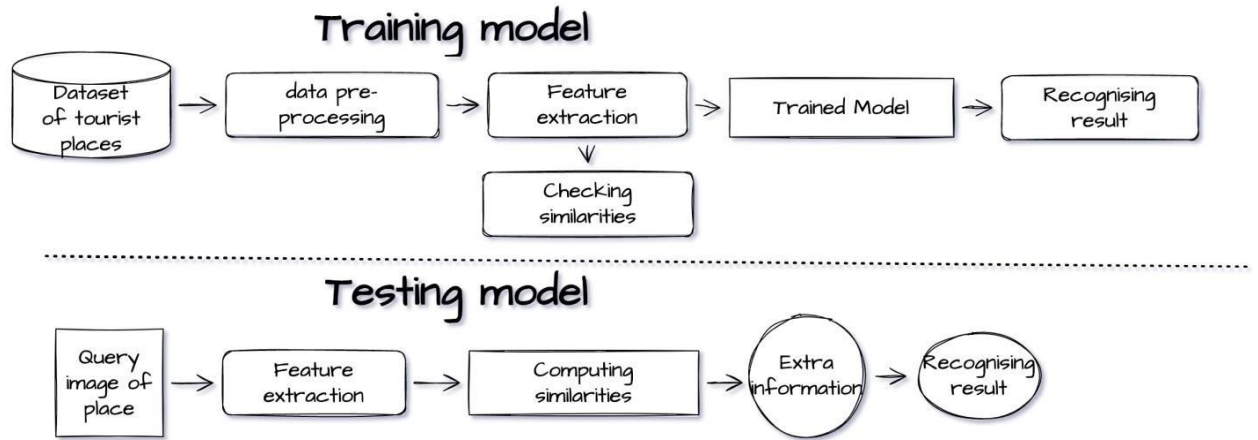 Training model
Dataset
of tourist
places
data pre-
processing
Feature
extraction
Trained Model
Recognising
result
Checking
similarities
Testing model
Query
image of
place
Feature
extraction
Computing
similarities
Extra
information
Recognising
result